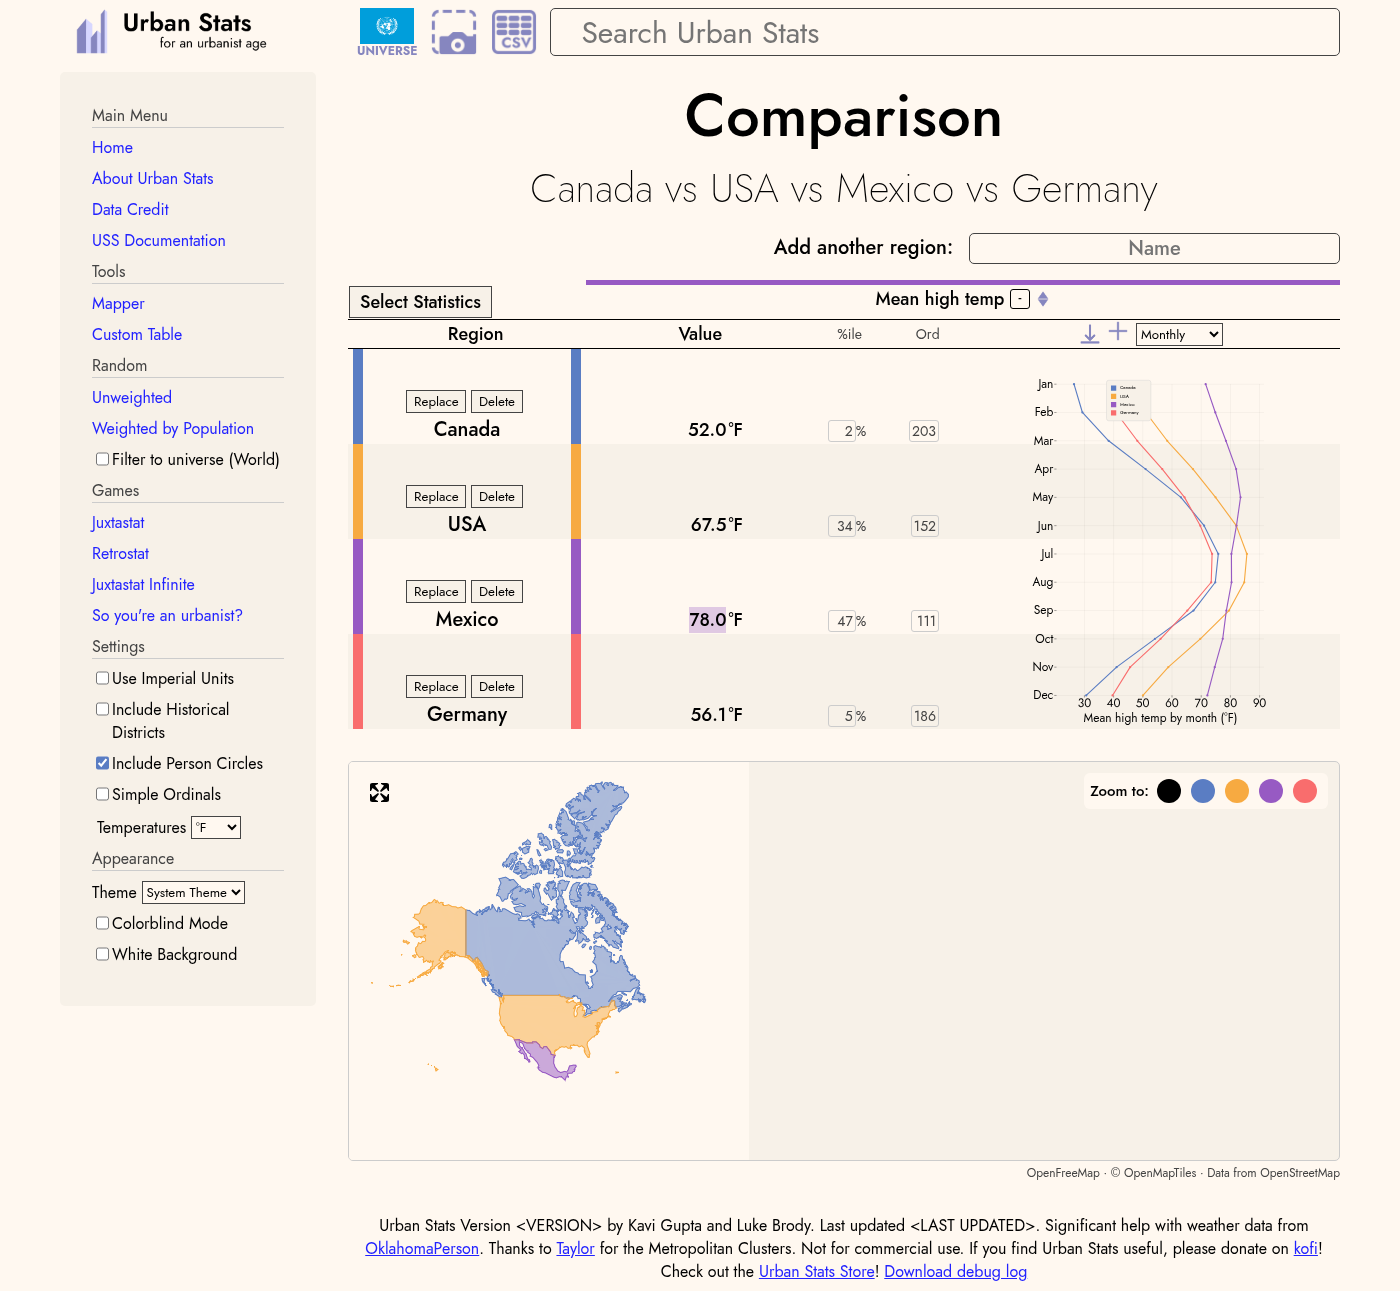 Urban Stats
for an urbanist age
UNIVERSE
CSV
Search Urban Stats
Main Menu
Home
About Urban Stats
Data Credit
USS Documentation
Tools
Mapper
Custom Table
Random
Unweighted
Weighted by Population
Filter to universe (World)
Games
Juxtastat
Retrostat
Juxtastat Infinite
So you're an urbanist?
Settings
Use Imperial Units
Include Historical
Districts
Include Person Circles
Simple Ordinals
Temperatures °F
Appearance
Theme System Theme
Colorblind Mode
White Background
Comparison
Canada vs USA vs Mexico vs Germany
Add another region: Name
Select Statistics
Mean high temp -
Region Value %ile Ord Monthly
Replace Delete
Canada 52.0°F 2% 203
Replace Delete
USA 67.5°F 34% 152
Replace Delete
Mexico 78.0°F 47% 111
Replace Delete
Germany 56.1°F 5% 186
Canada
USA
Mexico
Germany
Jan
Feb
Mar
Apr
May
Jun
Jul
Aug
Sep
Oct
Nov
Dec
30 40 50 60 70 80 90
Mean high temp by month (°F)
Zoom to:
OpenFreeMap · © OpenMapTiles · Data from OpenStreetMap
Urban Stats Version <VERSION> by Kavi Gupta and Luke Brody. Last updated <LAST UPDATED>. Significant help with weather data from
OklahomaPerson. Thanks to Taylor for the Metropolitan Clusters. Not for commercial use. If you find Urban Stats useful, please donate on kofi!
Check out the Urban Stats Store! Download debug log